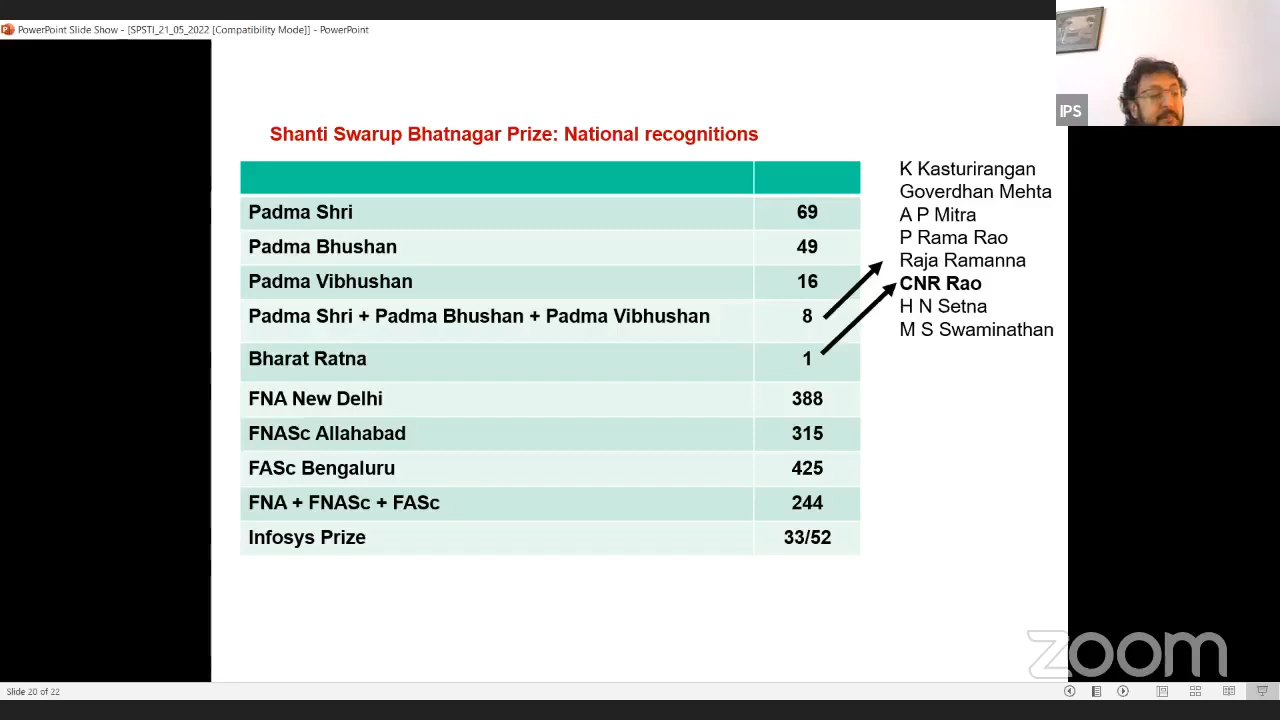 PowerPoint Slide Show - [SPSTI_21_05_2022 [Compatibility Mode]] - PowerPoint
IPS
Shanti Swarup Bhatnagar Prize: National recognitions
Padma Shri 69
Padma Bhushan 49
Padma Vibhushan 16
Padma Shri + Padma Bhushan + Padma Vibhushan 8
Bharat Ratna 1
FNA New Delhi 388
FNASc Allahabad 315
FASc Bengaluru 425
FNA + FNASc + FASc 244
Infosys Prize 33/52
K Kasturirangan
Goverdhan Mehta
A P Mitra
P Rama Rao
Raja Ramanna
CNR Rao
H N Setna
M S Swaminathan
zoom
Slide 20 of 22